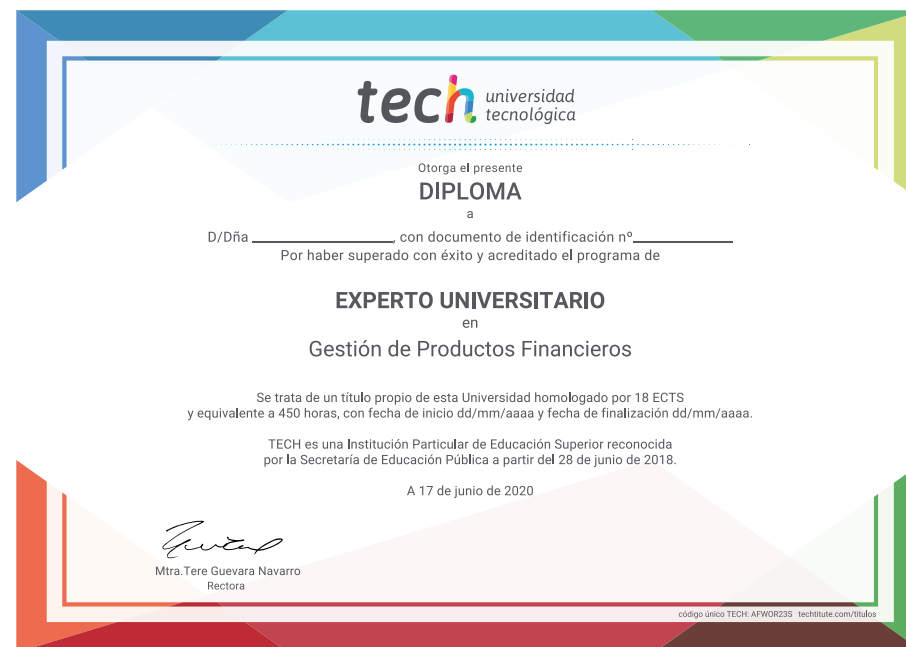 tech universidad
tecnológica
Otorga el presente
DIPLOMA
a
D/Dña ____________________, con documento de identificación nº______________
Por haber superado con éxito y acreditado el programa de
EXPERTO UNIVERSITARIO
en
Gestión de Productos Financieros
Se trata de un título propio de esta Universidad homologado por 18 ECTS
y equivalente a 450 horas, con fecha de inicio dd/mm/aaaa y fecha de finalización dd/mm/aaaa.
TECH es una Institución Particular de Educación Superior reconocida
por la Secretaría de Educación Pública a partir del 28 de junio de 2018.
A 17 de junio de 2020
Mtra.Tere Guevara Navarro
Rectora
código único TECH: AFWOR23S techtitute.com/titulos